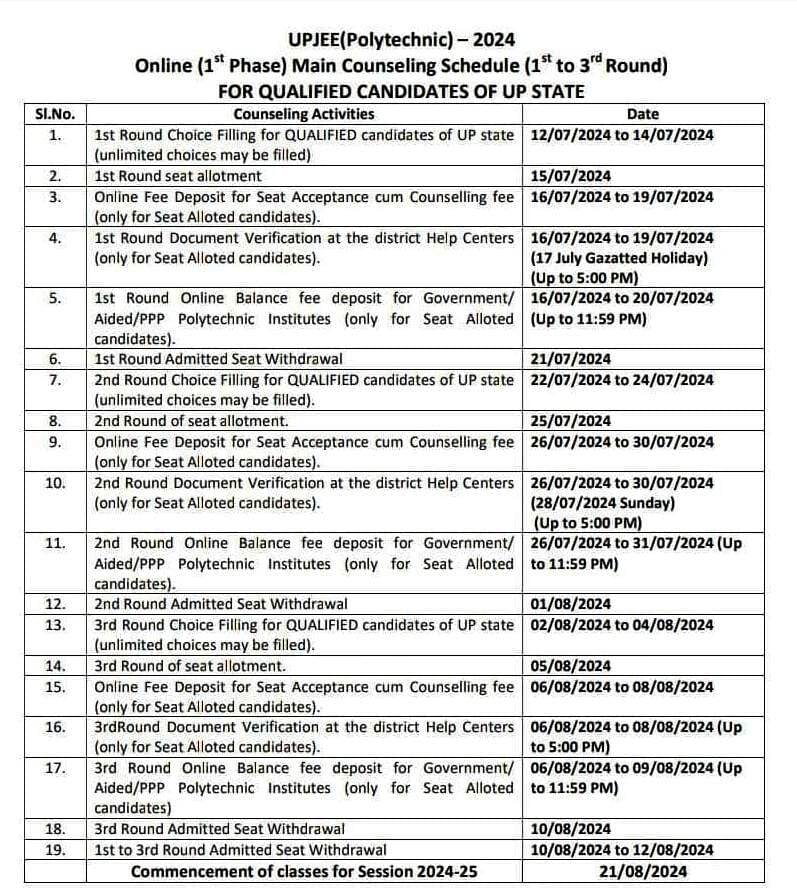 UPJEE(Polytechnic) – 2024
Online (1st Phase) Main Counseling Schedule (1st to 3rd Round)
FOR QUALIFIED CANDIDATES OF UP STATE
Sl.No. Counseling Activities Date
1. 1st Round Choice Filling for QUALIFIED candidates of UP state 12/07/2024 to 14/07/2024
(unlimited choices may be filled)
2. 1st Round seat allotment 15/07/2024
3. Online Fee Deposit for Seat Acceptance cum Counselling fee 16/07/2024 to 19/07/2024
(only for Seat Alloted candidates).
4. 1st Round Document Verification at the district Help Centers 16/07/2024 to 19/07/2024
(only for Seat Alloted candidates). (17 July Gazatted Holiday)
(Up to 5:00 PM)
5. 1st Round Online Balance fee deposit for Government/ 16/07/2024 to 20/07/2024
Aided/PPP Polytechnic Institutes (only for Seat Alloted (Up to 11:59 PM)
candidates).
6. 1st Round Admitted Seat Withdrawal 21/07/2024
7. 2nd Round Choice Filling for QUALIFIED candidates of UP state 22/07/2024 to 24/07/2024
(unlimited choices may be filled).
8. 2nd Round of seat allotment. 25/07/2024
9. Online Fee Deposit for Seat Acceptance cum Counselling fee 26/07/2024 to 30/07/2024
(only for Seat Alloted candidates).
10. 2nd Round Document Verification at the district Help Centers 26/07/2024 to 30/07/2024
(only for Seat Alloted candidates). (28/07/2024 Sunday)
(Up to 5:00 PM)
11. 2nd Round Online Balance fee deposit for Government/ 26/07/2024 to 31/07/2024 (Up
Aided/PPP Polytechnic Institutes (only for Seat Alloted to 11:59 PM)
candidates).
12. 2nd Round Admitted Seat Withdrawal 01/08/2024
13. 3rd Round Choice Filling for QUALIFIED candidates of UP state 02/08/2024 to 04/08/2024
(unlimited choices may be filled).
14. 3rd Round of seat allotment. 05/08/2024
15. Online Fee Deposit for Seat Acceptance cum Counselling fee 06/08/2024 to 08/08/2024
(only for Seat Alloted candidates).
16. 3rdRound Document Verification at the district Help Centers 06/08/2024 to 08/08/2024 (Up
(only for Seat Alloted candidates). to 5:00 PM)
17. 3rd Round Online Balance fee deposit for Government/ 06/08/2024 to 09/08/2024 (Up
Aided/PPP Polytechnic Institutes (only for Seat Alloted to 11:59 PM)
candidates)
18. 3rd Round Admitted Seat Withdrawal 10/08/2024
19. 1st to 3rd Round Admitted Seat Withdrawal 10/08/2024 to 12/08/2024
Commencement of classes for Session 2024-25 21/08/2024